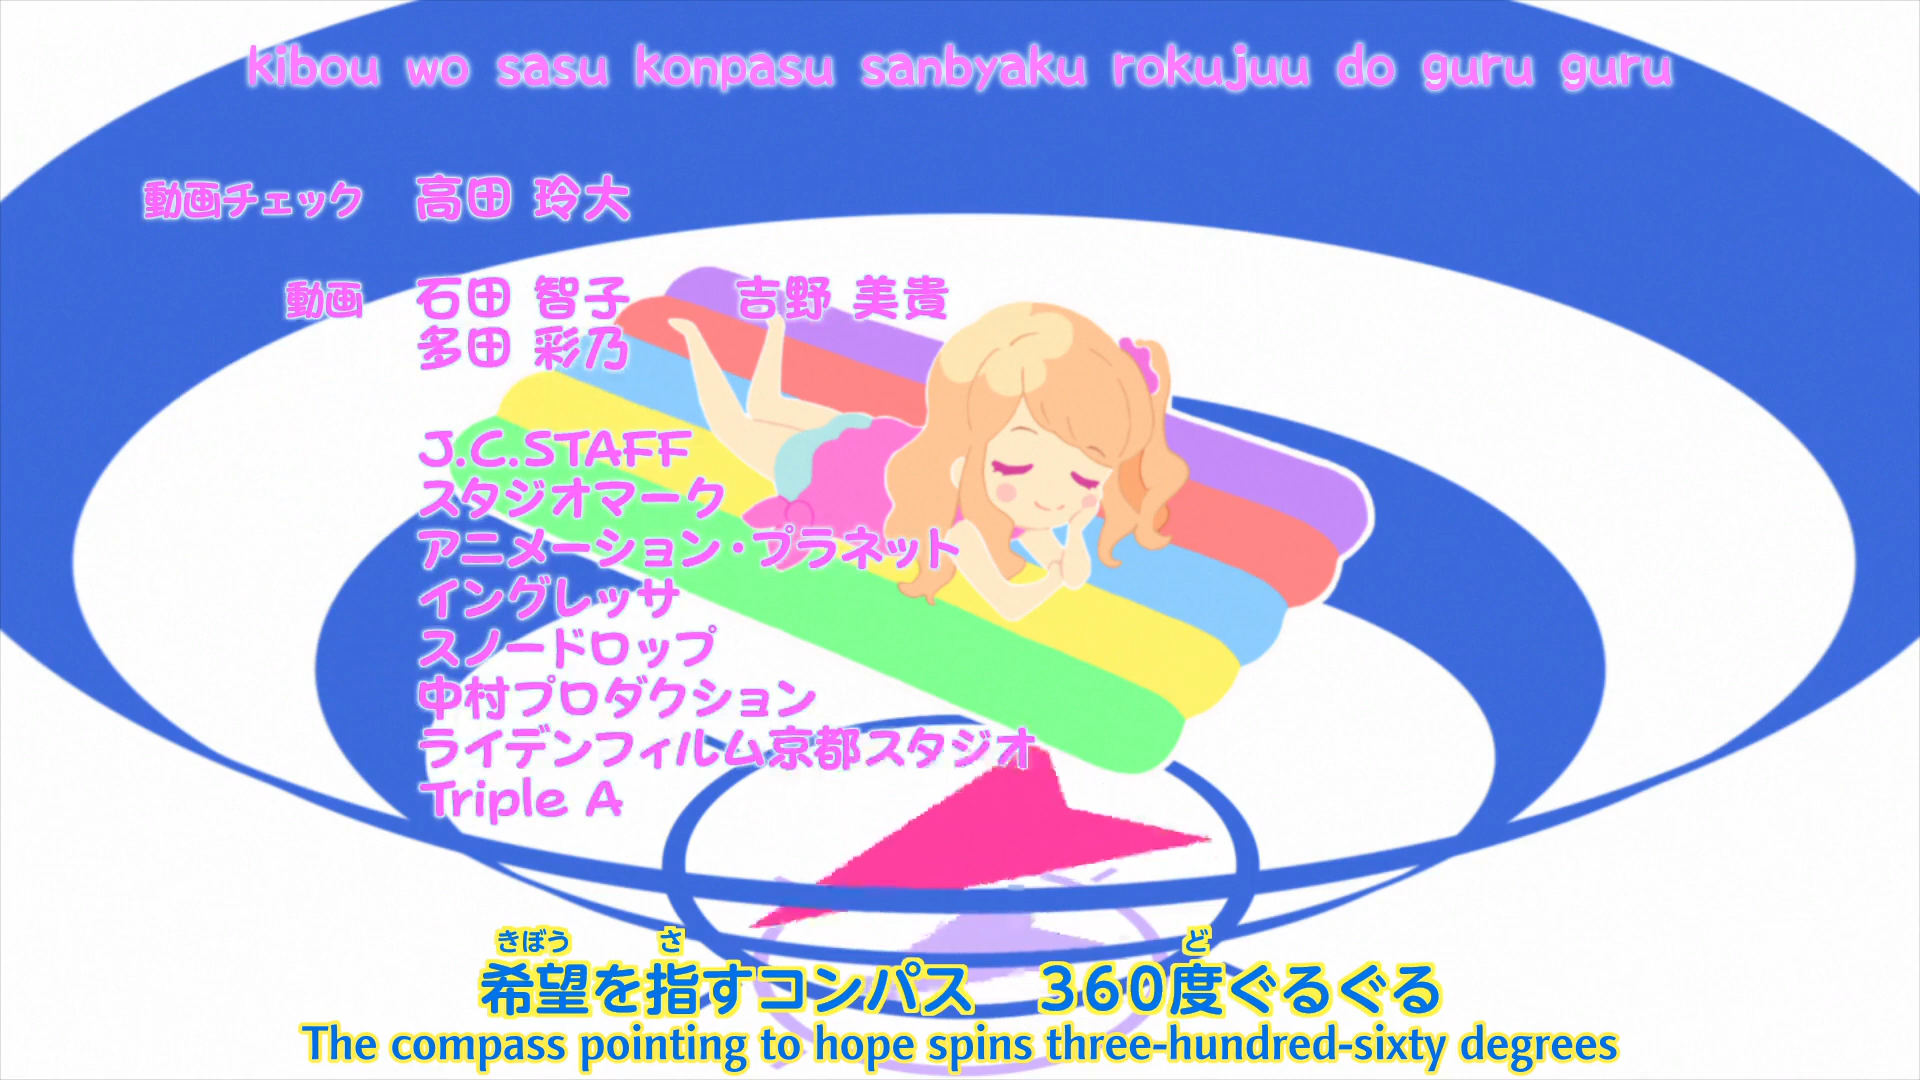 kibou wo sasu konpasu sanbyaku rokujuu do guru guru
動画チェック 高田 玲大
動画 石田 智子 吉野 美貴
多田 彩乃
J.C.STAFF
スタジオマーク
アニメーション・プラネット
イングレッサ
スノードロップ
中村プロダクション
ライデンフィルム京都スタジオ
Triple A
きぼう さ ど
希望を指すコンパス 360度ぐるぐる
The compass pointing to hope spins three-hundred-sixty degrees